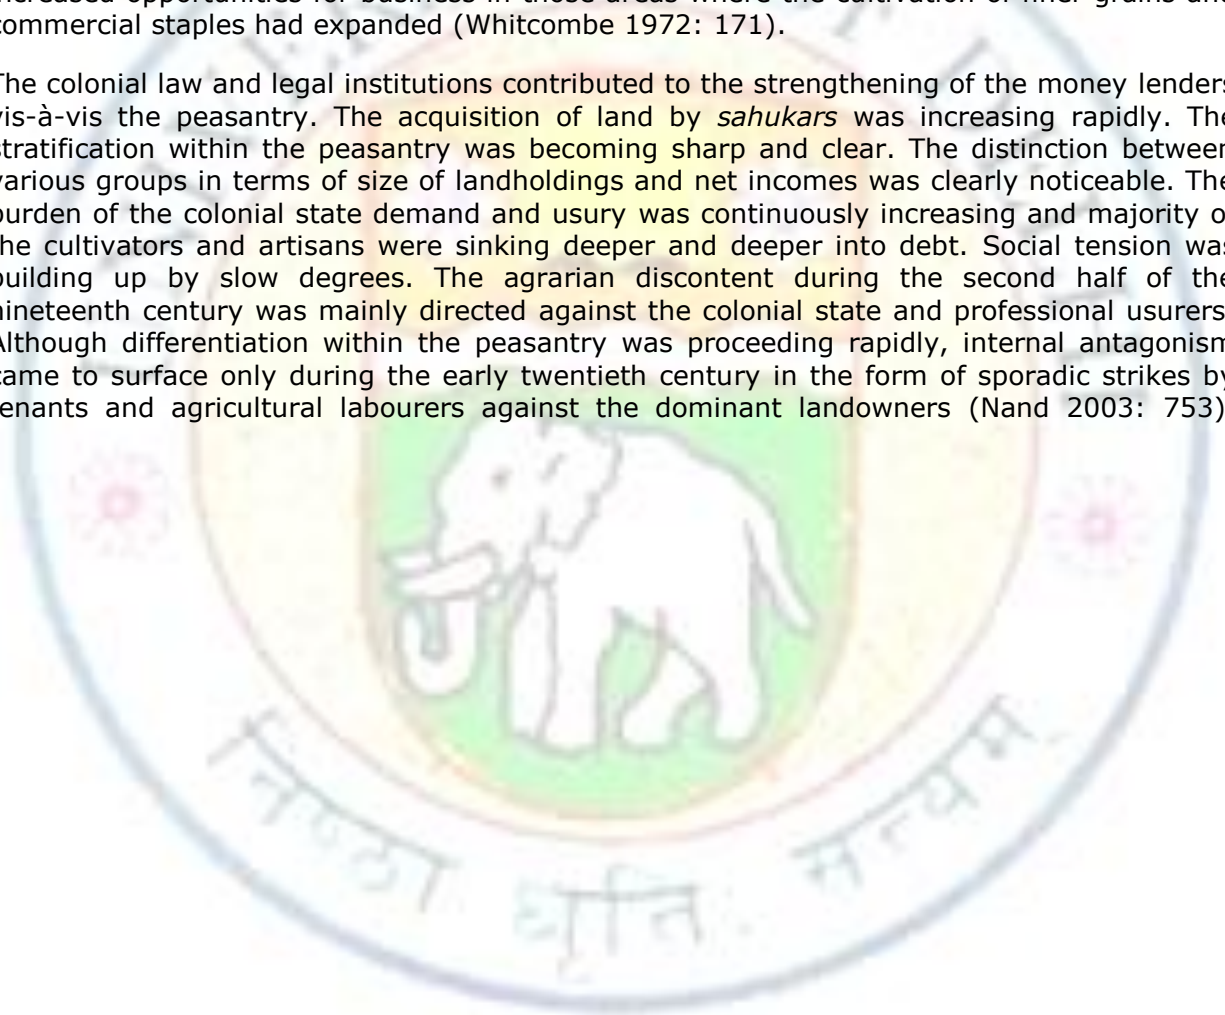 increased opportunities for business in those areas where the cultivation of finer grains and
commercial staples had expanded (Whitcombe 1972: 171).
The colonial law and legal institutions contributed to the strengthening of the money lenders
vis-à-vis the peasantry. The acquisition of land by sahukars was increasing rapidly. The
stratification within the peasantry was becoming sharp and clear. The distinction between
various groups in terms of size of landholdings and net incomes was clearly noticeable. The
burden of the colonial state demand and usury was continuously increasing and majority of
the cultivators and artisans were sinking deeper and deeper into debt. Social tension was
building up by slow degrees. The agrarian discontent during the second half of the
nineteenth century was mainly directed against the colonial state and professional usurers.
Although differentiation within the peasantry was proceeding rapidly, internal antagonism
came to surface only during the early twentieth century in the form of sporadic strikes by
tenants and agricultural labourers against the dominant landowners (Nand 2003: 753)
निष्ठा धृति सत्यम